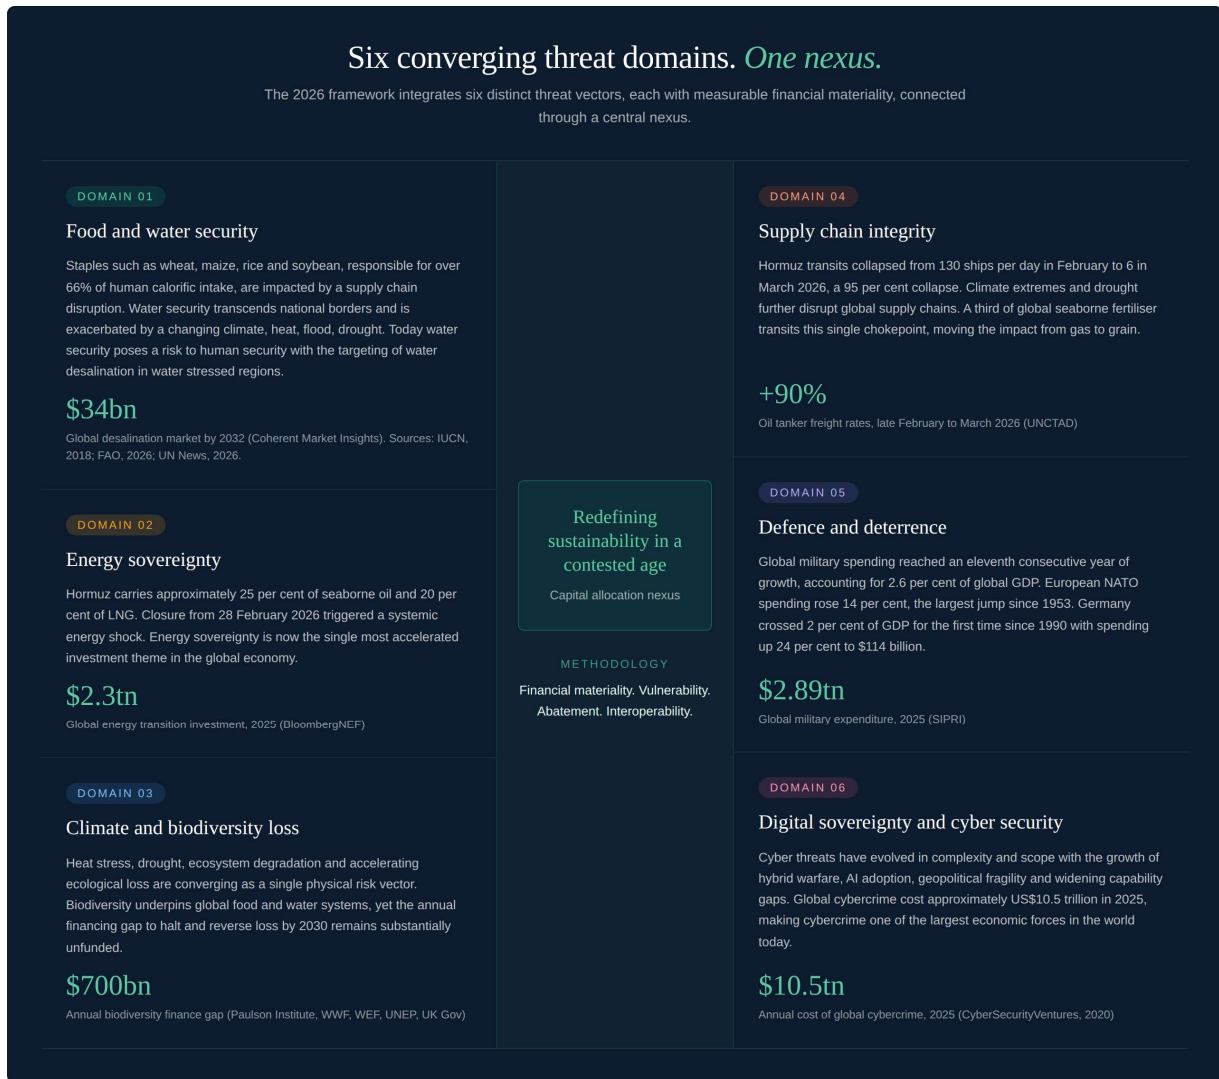 Six converging threat domains. One nexus.
The 2026 framework integrates six distinct threat vectors, each with measurable financial materiality, connected
through a central nexus.
DOMAIN 01
Food and water security
Staples such as wheat, maize, rice and soybean, responsible for over
66% of human calorific intake, are impacted by a supply chain
disruption. Water security transcends national borders and is
exacerbated by a changing climate, heat, flood, drought. Today water
security poses a risk to human security with the targeting of water
desalination in water stressed regions.
$34bn
Global desalination market by 2032 (Coherent Market Insights). Sources: IUCN,
2018; FAO, 2026; UN News, 2026.
DOMAIN 02
Energy sovereignty
Hormuz carries approximately 25 per cent of seaborne oil and 20 per
cent of LNG. Closure from 28 February 2026 triggered a systemic
energy shock. Energy sovereignty is now the single most accelerated
investment theme in the global economy.
$2.3tn
Global energy transition investment, 2025 (BloombergNEF)
DOMAIN 03
Climate and biodiversity loss
Heat stress, drought, ecosystem degradation and accelerating
ecological loss are converging as a single physical risk vector.
Biodiversity underpins global food and water systems, yet the annual
financing gap to halt and reverse loss by 2030 remains substantially
unfunded.
$700bn
Annual biodiversity finance gap (Paulson Institute, WWF, WEF, UNEP, UK Gov)
Redefining
sustainability in a
contested age
Capital allocation nexus
METHODOLOGY
Financial materiality. Vulnerability.
Abatement. Interoperability.
DOMAIN 04
Supply chain integrity
Hormuz transits collapsed from 130 ships per day in February to 6 in
March 2026, a 95 per cent collapse. Climate extremes and drought
further disrupt global supply chains. A third of global seaborne fertiliser
transits this single chokepoint, moving the impact from gas to grain.
+90%
Oil tanker freight rates, late February to March 2026 (UNCTAD)
DOMAIN 05
Defence and deterrence
Global military spending reached an eleventh consecutive year of
growth, accounting for 2.6 per cent of global GDP. European NATO
spending rose 14 per cent, the largest jump since 1953. Germany
crossed 2 per cent of GDP for the first time since 1990 with spending
up 24 per cent to $114 billion.
$2.89tn
Global military expenditure, 2025 (SIPRI)
DOMAIN 06
Digital sovereignty and cyber security
Cyber threats have evolved in complexity and scope with the growth of
hybrid warfare, AI adoption, geopolitical fragility and widening capability
gaps. Global cybercrime cost approximately US$10.5 trillion in 2025,
making cybercrime one of the largest economic forces in the world
today.
$10.5tn
Annual cost of global cybercrime, 2025 (CyberSecurityVentures, 2020)